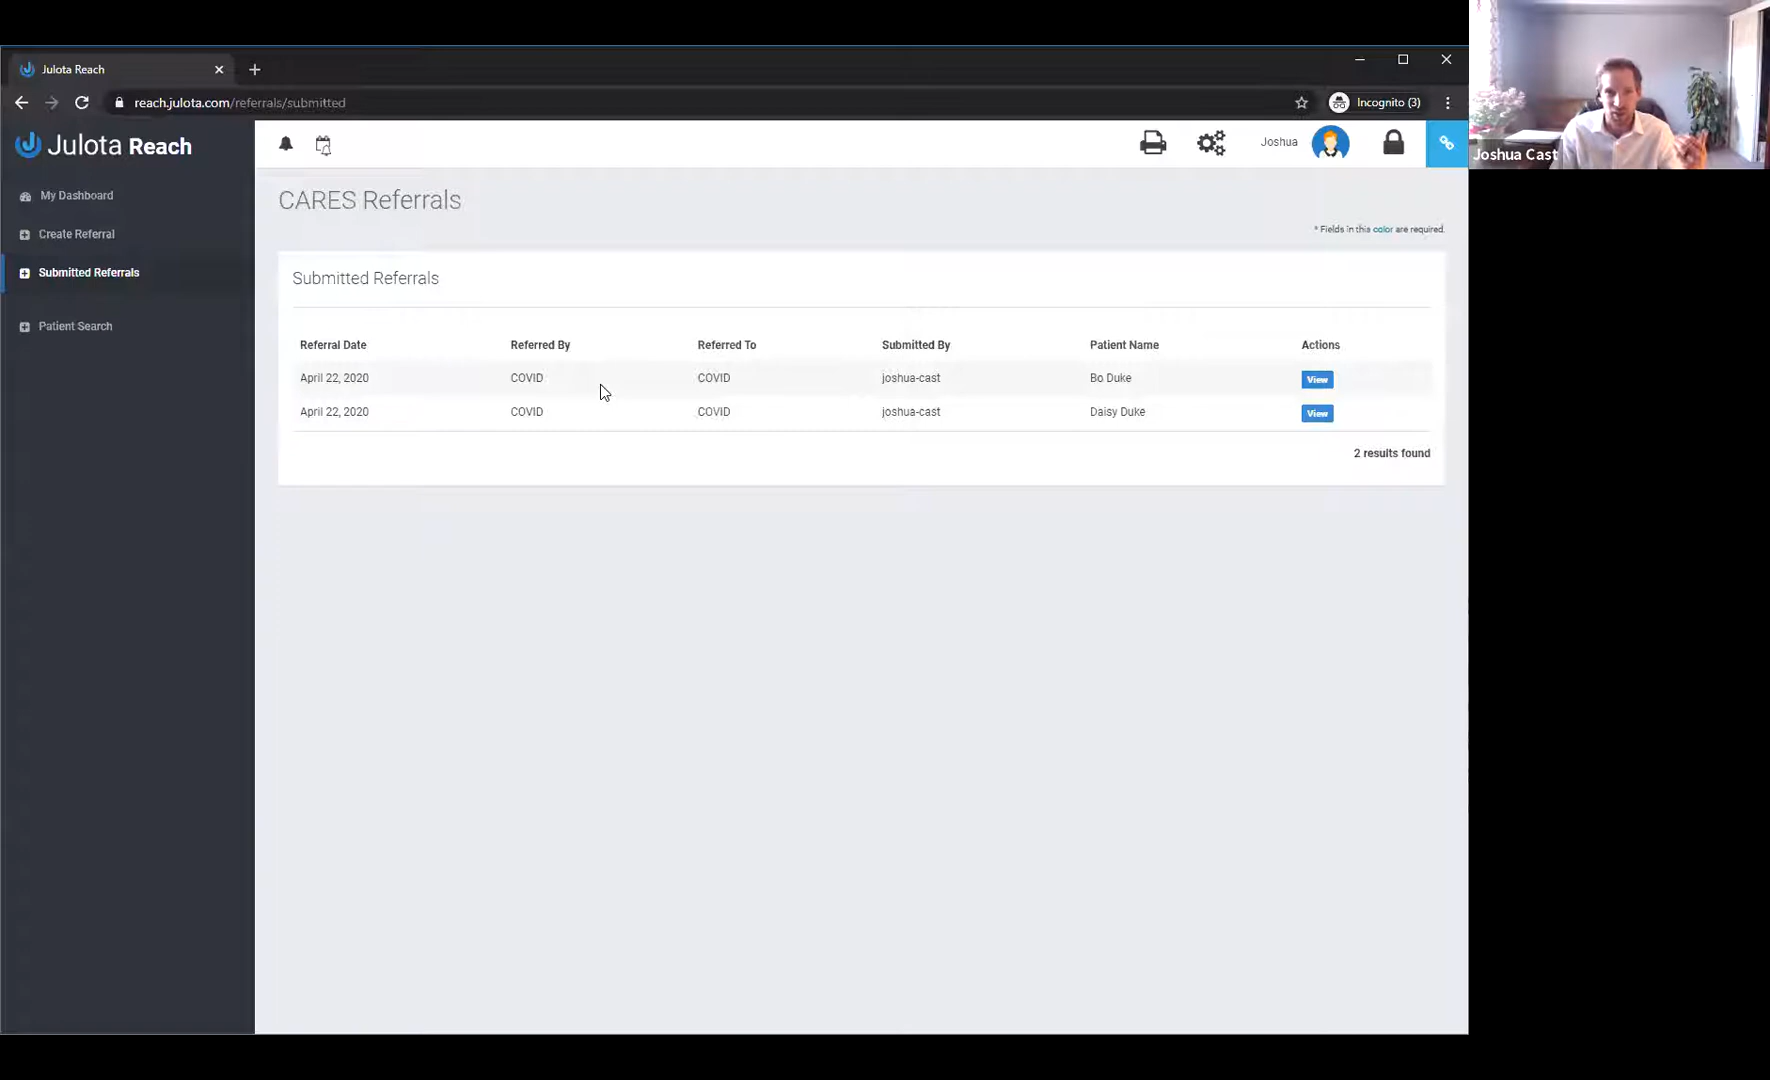 Julota Reach
reach.julota.com/referrals/submitted
Incognito (3)
Julota Reach
Joshua
Joshua Cast
My Dashboard
Create Referral
Submitted Referrals
Patient Search
CARES Referrals
* Fields in this color are required.
Submitted Referrals
Referral Date Referred By Referred To Submitted By Patient Name Actions
April 22, 2020 COVID COVID joshua-cast Bo Duke View
April 22, 2020 COVID COVID joshua-cast Daisy Duke View
2 results found